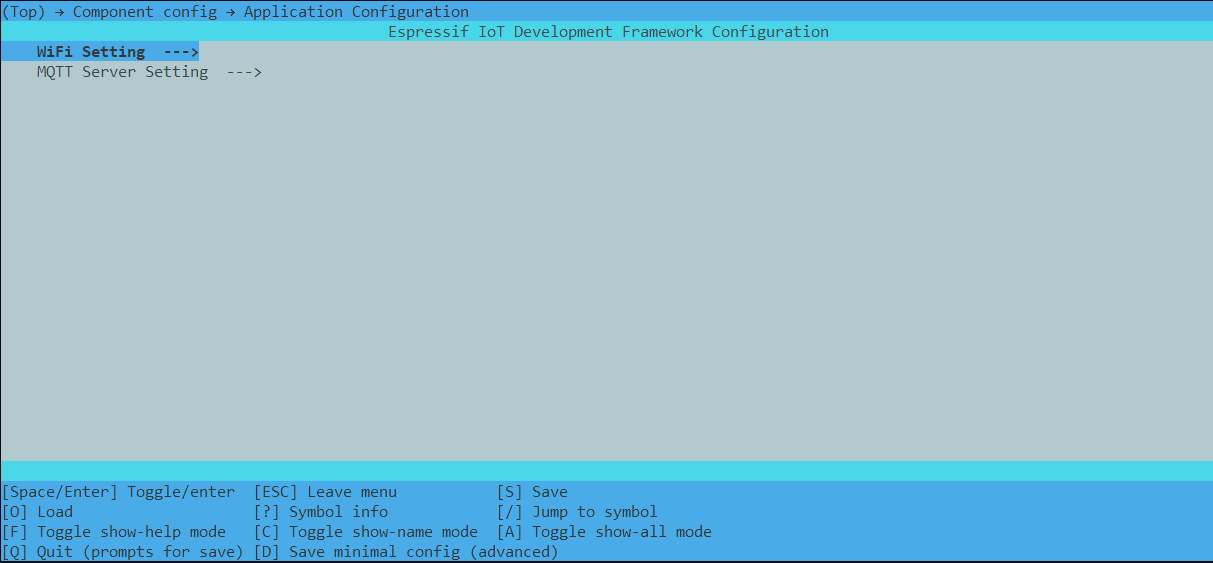 (Top) → Component config → Application Configuration
Espressif IoT Development Framework Configuration
WiFi Setting  --->
MQTT Server Setting  --->
[Space/Enter] Toggle/enter  [ESC] Leave menu           [S] Save
[O] Load                    [?] Symbol info            [/] Jump to symbol
[F] Toggle show-help mode   [C] Toggle show-name mode  [A] Toggle show-all mode
[Q] Quit (prompts for save) [D] Save minimal config (advanced)